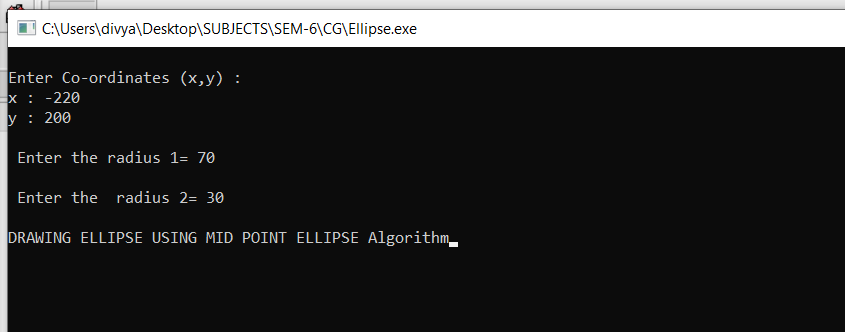 C:\Users\divya\Desktop\SUBJECTS\SEM-6\CG\Ellipse.exe
Enter Co-ordinates (x,y) :
x : -220
y : 200
Enter the radius 1= 70
Enter the  radius 2= 30
DRAWING ELLIPSE USING MID POINT ELLIPSE Algorithm